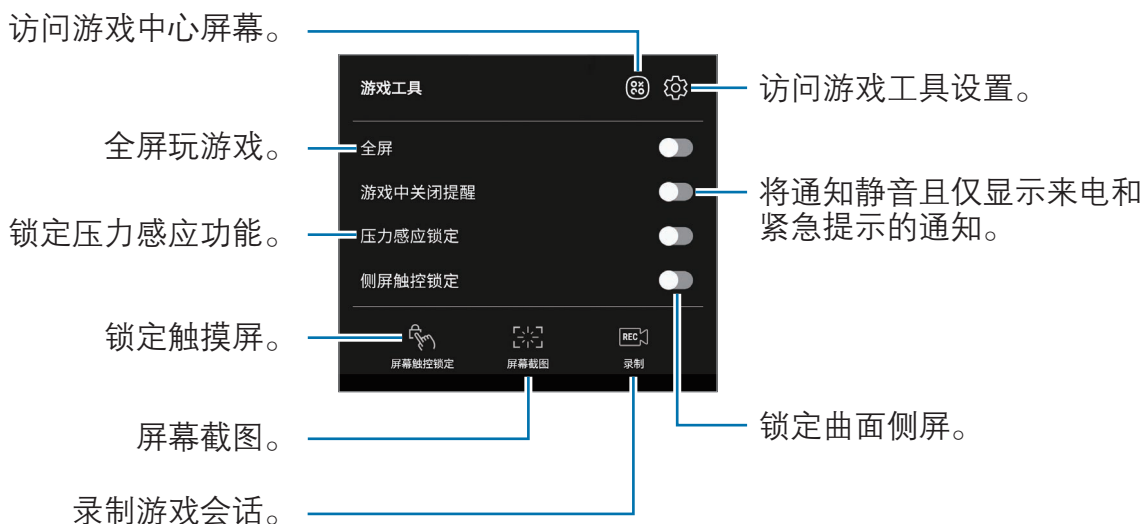 访问游戏中心屏幕。
游戏工具
访问游戏工具设置。
全屏玩游戏。
全屏
游戏中关闭提醒
将通知静音且仅显示来电和
紧急提示的通知。
锁定压力感应功能。
压力感应锁定
侧屏触控锁定
锁定触摸屏。
REC
屏幕触控锁定
屏幕截图
录制
屏幕截图。
锁定曲面侧屏。
录制游戏会话。